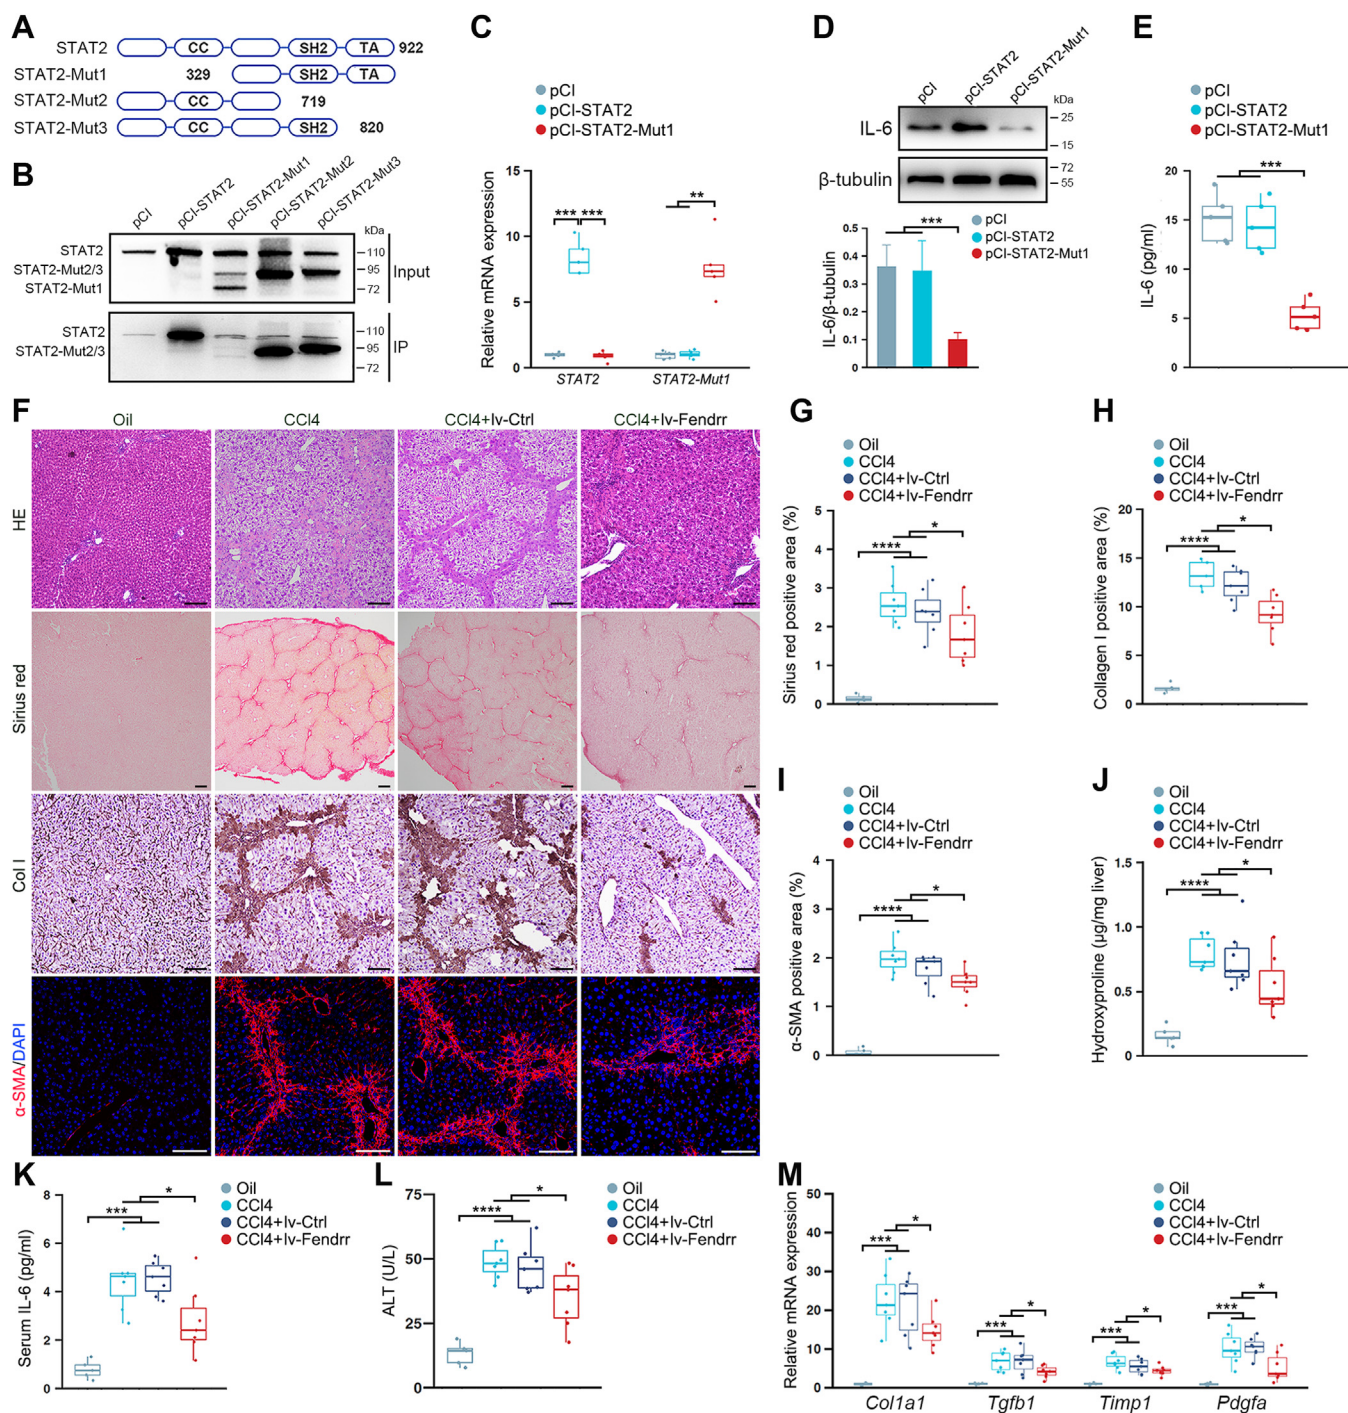 A
STAT2
CC
SH2
TA
922
STAT2-Mut1
329
SH2
TA
STAT2-Mut2
CC
719
STAT2-Mut3
CC
SH2
820
B
pCI
pCI-STAT2
pCI-STAT2-Mut1
pCI-STAT2-Mut2
pCI-STAT2-Mut3
kDa
STAT2
110
STAT2-Mut2/3
95
STAT2-Mut1
72
Input
STAT2
110
STAT2-Mut2/3
95
72
IP
C
pCI
pCI-STAT2
pCI-STAT2-Mut1
Relative mRNA expression
15
10
5
0
*** ***
**
STAT2
STAT2-Mut1
D
pCI
pCI-STAT2
pCI-STAT2-Mut1
kDa
IL-6
25
15
β-tubulin
72
55
pCI
pCI-STAT2
pCI-STAT2-Mut1
***
IL-6/β-tubulin
0.5
0.4
0.3
0.2
0.1
0
E
pCI
pCI-STAT2
pCI-STAT2-Mut1
***
IL-6 (pg/ml)
20
15
10
5
0
F
Oil
CCl4
CCl4+lv-Ctrl
CCl4+lv-Fendrr
HE
Sirius red
Col I
α-SMA/DAPI
G
Oil
CCl4
CCl4+lv-Ctrl
CCl4+lv-Fendrr
Sirius red positive area (%)
5
4
3
2
1
0
****
*
H
Oil
CCl4
CCl4+lv-Ctrl
CCl4+lv-Fendrr
Collagen I positive area (%)
20
15
10
5
0
****
*
I
Oil
CCl4
CCl4+lv-Ctrl
CCl4+lv-Fendrr
α-SMA positive area (%)
4
3
2
1
0
****
*
J
Oil
CCl4
CCl4+lv-Ctrl
CCl4+lv-Fendrr
Hydroxyproline (μg/mg liver)
1.5
1.0
0.5
0
****
*
K
Oil
CCl4
CCl4+lv-Ctrl
CCl4+lv-Fendrr
Serum IL-6 (pg/ml)
8
6
4
2
0
***
*
L
Oil
CCl4
CCl4+lv-Ctrl
CCl4+lv-Fendrr
ALT (U/L)
75
50
25
0
****
*
M
Oil
CCl4
CCl4+lv-Ctrl
CCl4+lv-Fendrr
Relative mRNA expression
50
40
30
20
10
0
***
*
***
*
***
*
***
*
Col1a1
Tgfb1
Timp1
Pdgfa